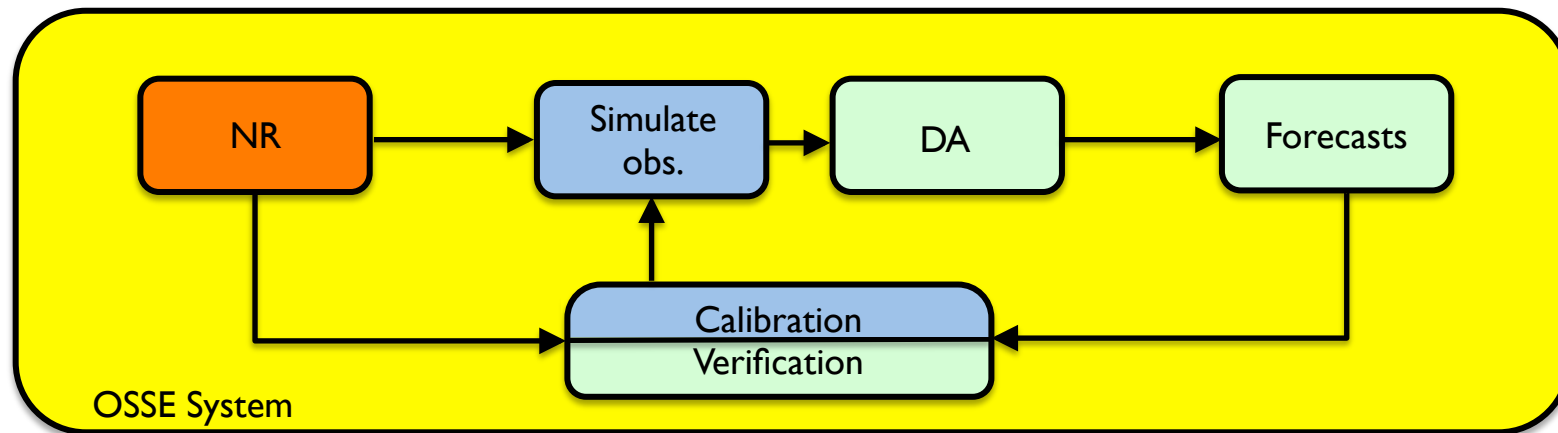 NR
Simulate
obs.
DA
Forecasts
Calibration
Verification
OSSE System